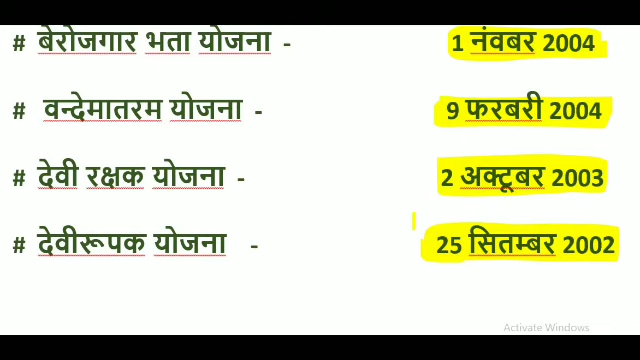 # बेरोजगार भता योजना - 1 नंवबर 2004
# वन्देमातरम योजना - 9 फरबरी 2004
# देवी रक्षक योजना - 2 अक्टूबर 2003
# देवीरूपक योजना - 25 सितम्बर 2002
Activate Windows